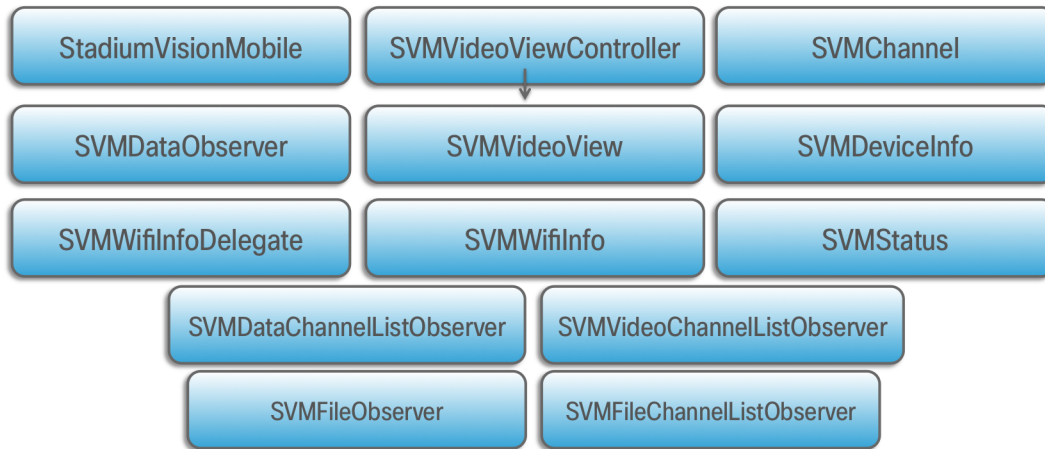 StadiumVisionMobile
SVMVideoViewController
SVMChannel
SVMDataObserver
SVMVideoView
SVMDeviceInfo
SVMWifiInfoDelegate
SVMWifiInfo
SVMStatus
SVMDataChannelListObserver
SVMVideoChannelListObserver
SVMFileObserver
SVMFileChannelListObserver